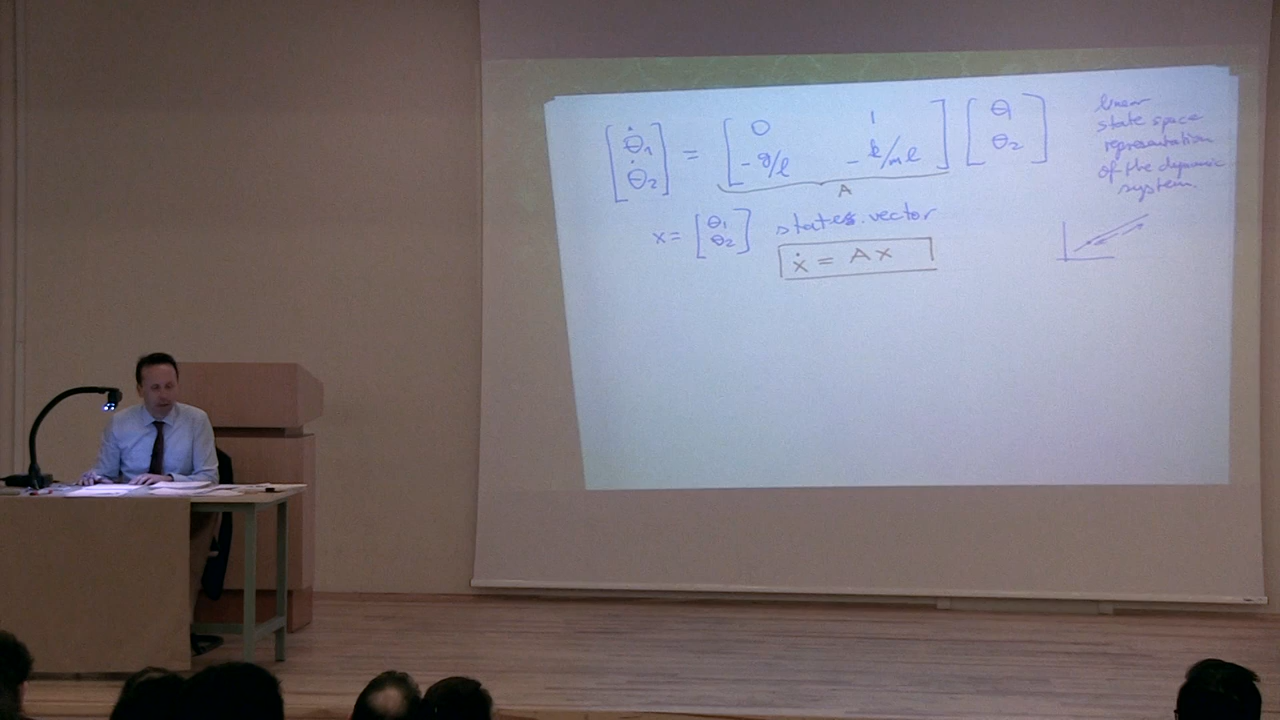 [θ̇₁ θ̇₂] = [0 1 -g/l -k/ml] [θ₁ θ₂]
A
x = [θ₁ θ₂] states vector
ẋ = A x
linear
state space
representation
of the dynamic
system.